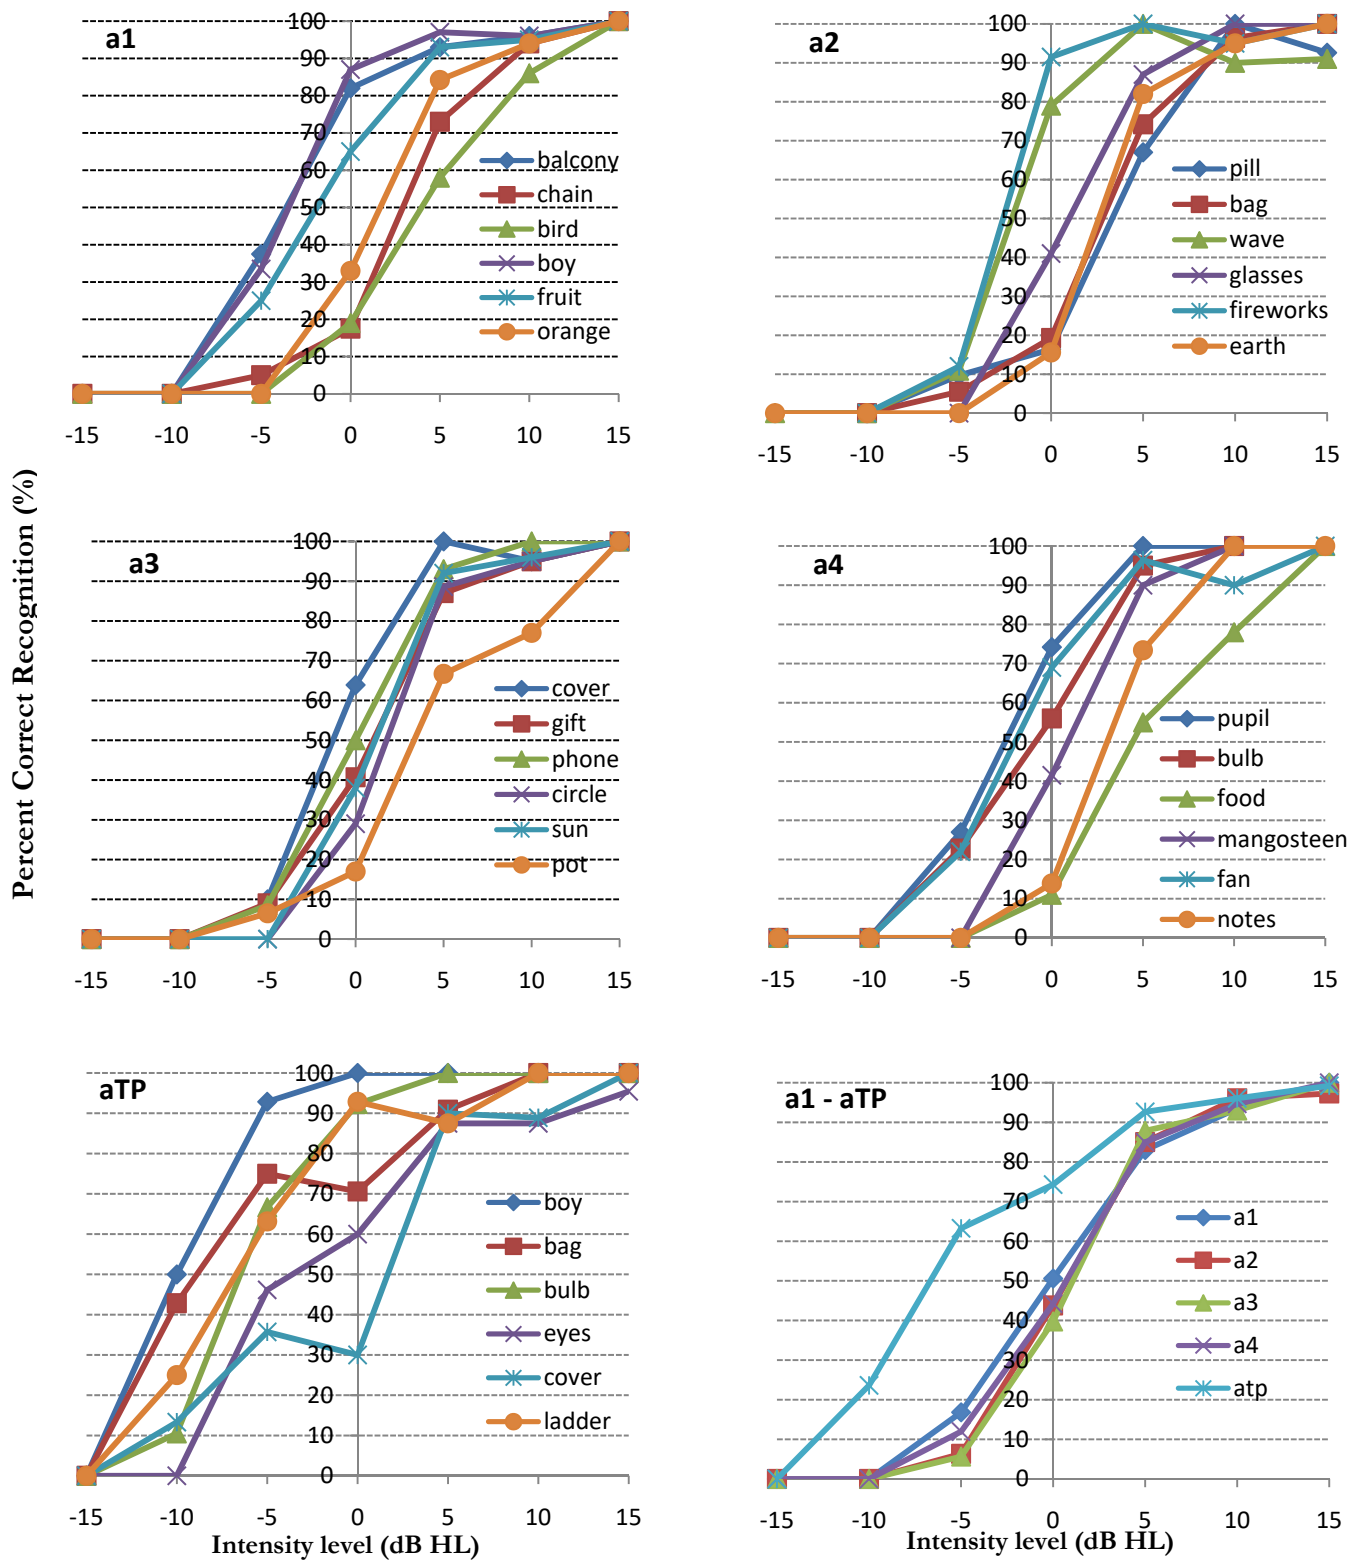 Percent Correct Recognition (%)
a1
100
90
80
70
60
50
40
30
20
10
0
-15 -10 -5 0 5 10 15
balcony
chain
bird
boy
fruit
orange
a2
100
90
80
70
60
50
40
30
20
10
0
-15 -10 -5 0 5 10 15
pill
bag
wave
glasses
fireworks
earth
a3
100
90
80
70
60
50
40
30
20
10
0
-15 -10 -5 0 5 10 15
cover
gift
phone
circle
sun
pot
a4
100
90
80
70
60
50
40
30
20
10
0
-15 -10 -5 0 5 10 15
pupil
bulb
food
mangosteen
fan
notes
aTP
100
90
80
70
60
50
40
30
20
10
0
-15 -10 -5 0 5 10 15
boy
bag
bulb
eyes
cover
ladder
Intensity level (dB HL)
a1 - aTP
100
90
80
70
60
50
40
30
20
10
0
-15 -10 -5 0 5 10 15
a1
a2
a3
a4
atp
Intensity level (dB HL)